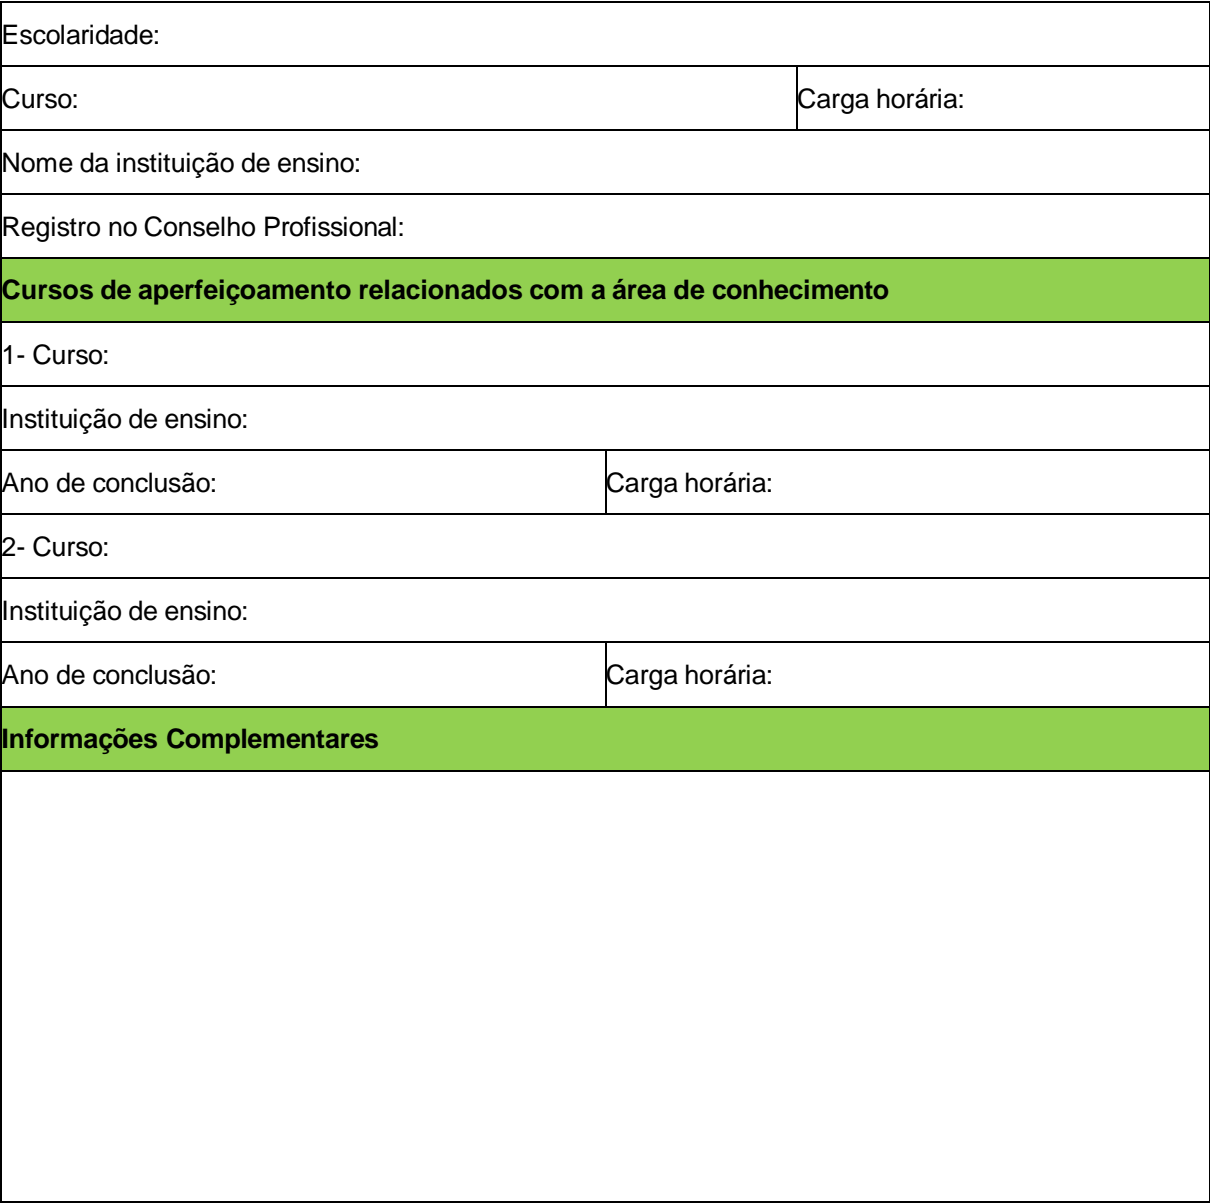 Escolaridade:
Curso:
Carga horária:
Nome da instituição de ensino:
Registro no Conselho Profissional:
Cursos de aperfeiçoamento relacionados com a área de conhecimento
1- Curso:
Instituição de ensino:
Ano de conclusão:
Carga horária:
2- Curso:
Instituição de ensino:
Ano de conclusão:
Carga horária:
Informações Complementares